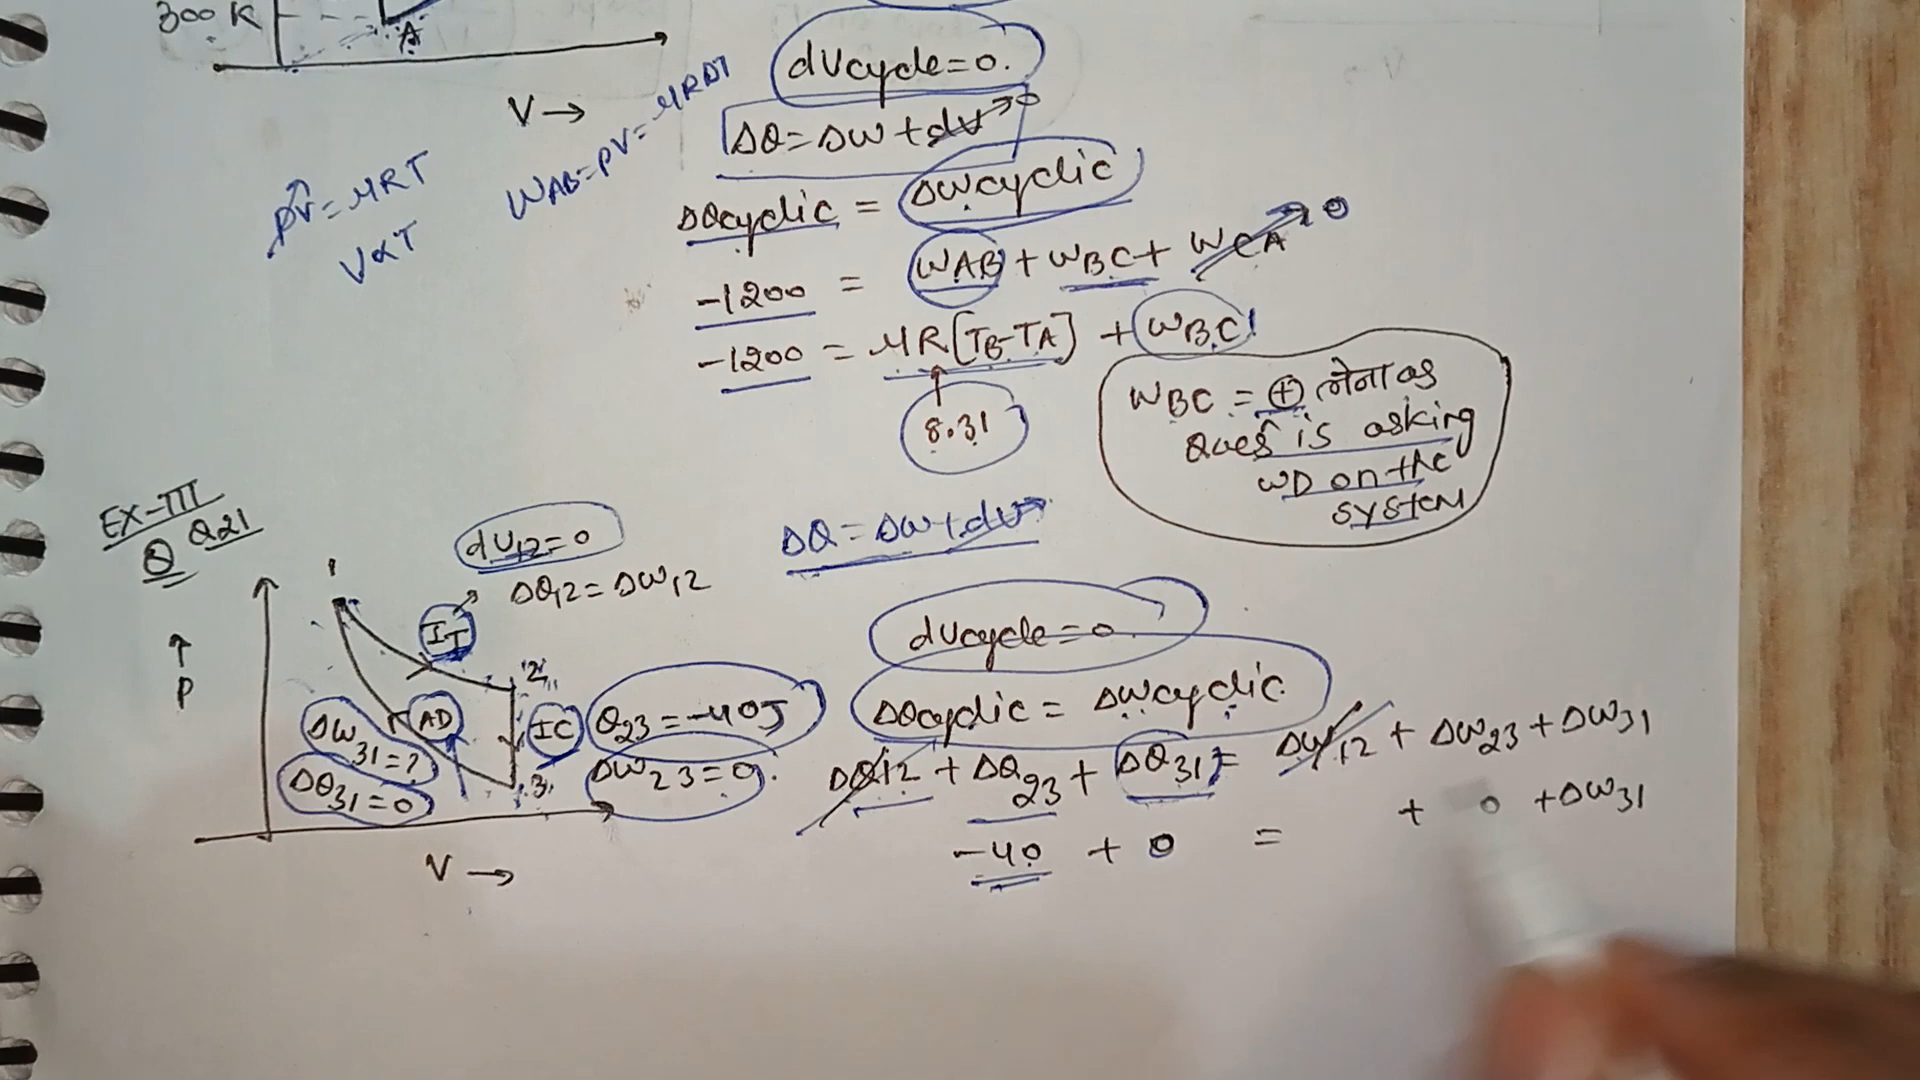 300 K
A
V →
dUcycle=0.
ΔQ=ΔW+dU→0
PV=μRT
V∝T
WAB=PV=μRΔT
ΔQcyclic = ΔWcyclic
-1200 = WAB + WBC + WCA→0
-1200 = μR[TB-TA] + WBC
8.31
WBC = ⊕ लेना as
Ques is asking
WD on the
system
EX-III
Q Q21
dU12=0
ΔQ12=ΔW12
ΔQ=ΔW+dU
1
IT
↑
P
2
AD
IC
3
V →
ΔW31=?
ΔQ31=0
Q23=-40J
ΔW23=0.
dUcycle=0.
ΔQcyclic = ΔWcyclic.
ΔQ12 + ΔQ23 + ΔQ31 = ΔW12 + ΔW23 + ΔW31
-40 + 0 = + 0 + ΔW31